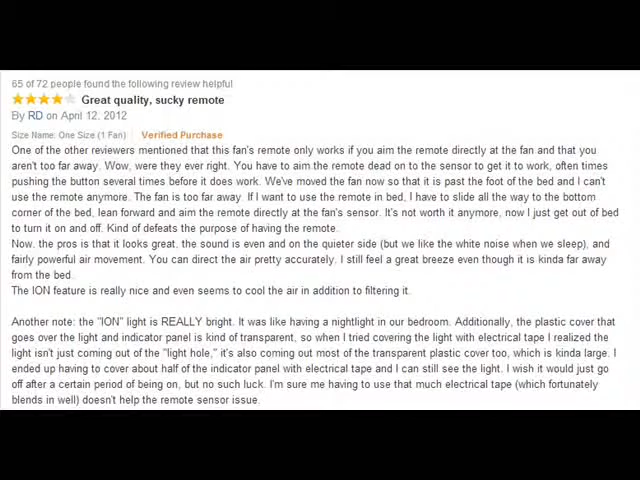 65 of 72 people found the following review helpful
Great quality, sucky remote
By RD on April 12, 2012
Size Name: One Size (1 Fan) Verified Purchase
One of the other reviewers mentioned that this fan's remote only works if you aim the remote directly at the fan and that you
aren't too far away. Wow, were they ever right. You have to aim the remote dead on to the sensor to get it to work, often times
pushing the button several times before it does work. We've moved the fan now so that it is past the foot of the bed and I can't
use the remote anymore. The fan is too far away. If I want to use the remote in bed, I have to slide all the way to the bottom
corner of the bed, lean forward and aim the remote directly at the fan's sensor. It's not worth it anymore, now I just get out of bed
to turn it on and off. Kind of defeats the purpose of having the remote.
Now. the pros is that it looks great, the sound is even and on the quieter side (but we like the white noise when we sleep), and
fairly powerful air movement. You can direct the air pretty accurately. I still feel a great breeze even though it is kinda far away
from the bed.
The ION feature is really nice and even seems to cool the air in addition to filtering it.
Another note: the "ION" light is REALLY bright. It was like having a nightlight in our bedroom. Additionally, the plastic cover that
goes over the light and indicator panel is kind of transparent, so when I tried covering the light with electrical tape I realized the
light isn't just coming out of the "light hole," it's also coming out most of the transparent plastic cover too, which is kinda large. I
ended up having to cover about half of the indicator panel with electrical tape and I can still see the light. I wish it would just go
off after a certain period of being on, but no such luck. I'm sure me having to use that much electrical tape (which fortunately
blends in well) doesn't help the remote sensor issue.